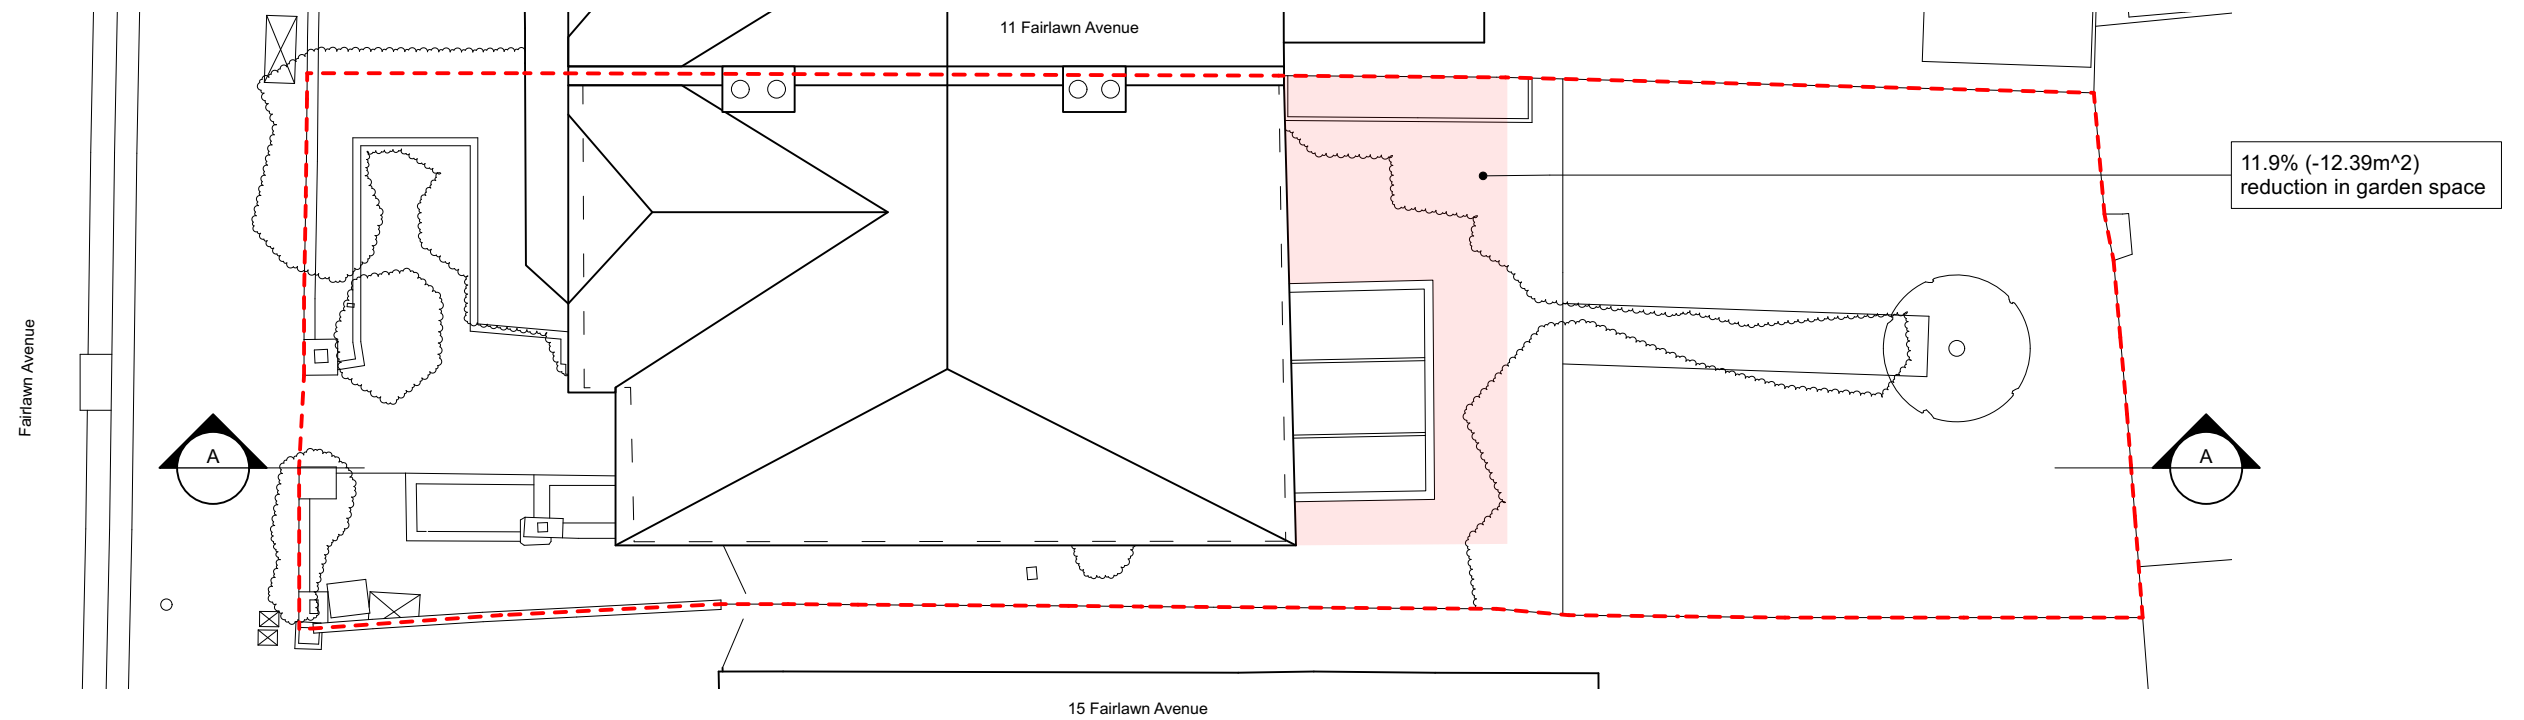 11 Fairlawn Avenue
11.9% (-12.39m^2)
reduction in garden space
Fairlawn Avenue
A
A
15 Fairlawn Avenue